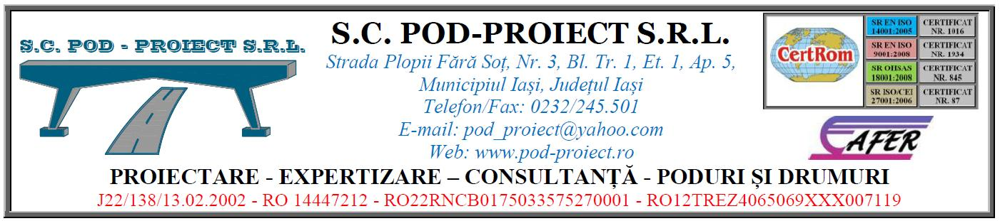 S.C. POD - PROIECT S.R.L.
S.C. POD-PROIECT S.R.L.
Strada Plopii Fără Soț, Nr. 3, Bl. Tr. 1, Et. 1, Ap. 5,
Municipiul Iași, Județul Iași
Telefon/Fax: 0232/245.501
E-mail: pod_proiect@yahoo.com
Web: www.pod-proiect.ro
CertRom
SR EN ISO 14001:2005 CERTIFICAT NR. 1016
SR EN ISO 9001:2008 CERTIFICAT NR. 1934
SR OHSAS 18001:2008 CERTIFICAT NR. 845
SR ISO/CEI 27001:2006 CERTIFICAT NR. 87
AFER
PROIECTARE - EXPERTIZARE – CONSULTANȚĂ - PODURI ȘI DRUMURI
J22/138/13.02.2002 - RO 14447212 - RO22RNCB0175033575270001 - RO12TREZ4065069XXX007119